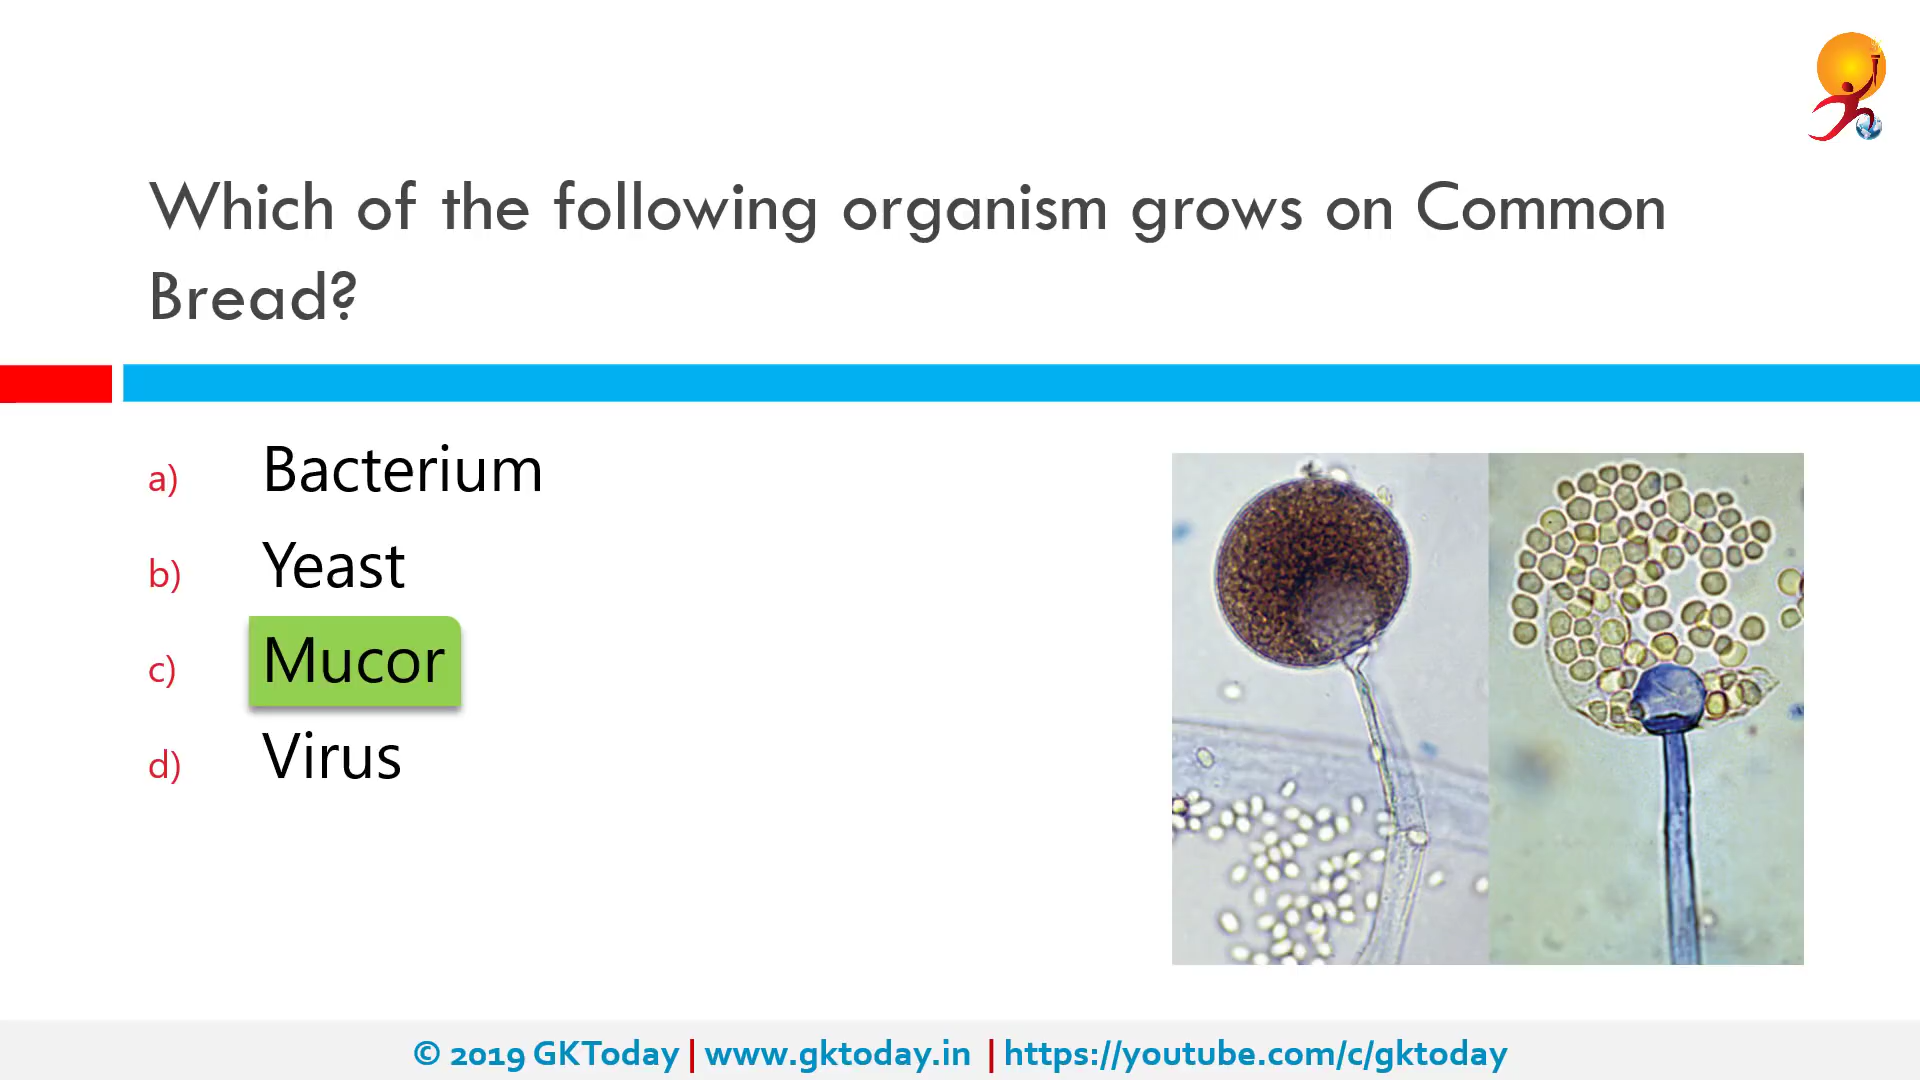 Which of the following organism grows on Common
Bread?
a) Bacterium
b) Yeast
c) Mucor
d) Virus
© 2019 GKToday | www.gktoday.in | https://youtube.com/c/gktoday